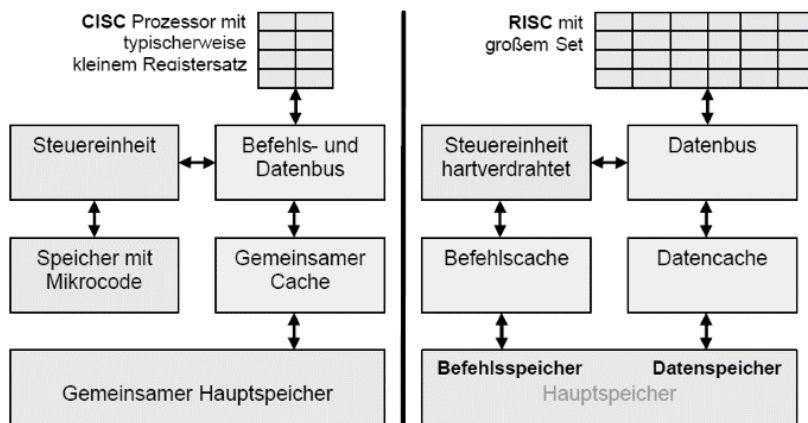 CISC Prozessor mit
typischerweise
kleinem Registersatz
Steuereinheit
Befehls- und
Datenbus
Speicher mit
Mikrocode
Gemeinsamer
Cache
Gemeinsamer Hauptspeicher
RISC mit
großem Set
Steuereinheit
hartverdrahtet
Datenbus
Befehlscache
Datencache
Befehlsspeicher
Datenspeicher
Hauptspeicher